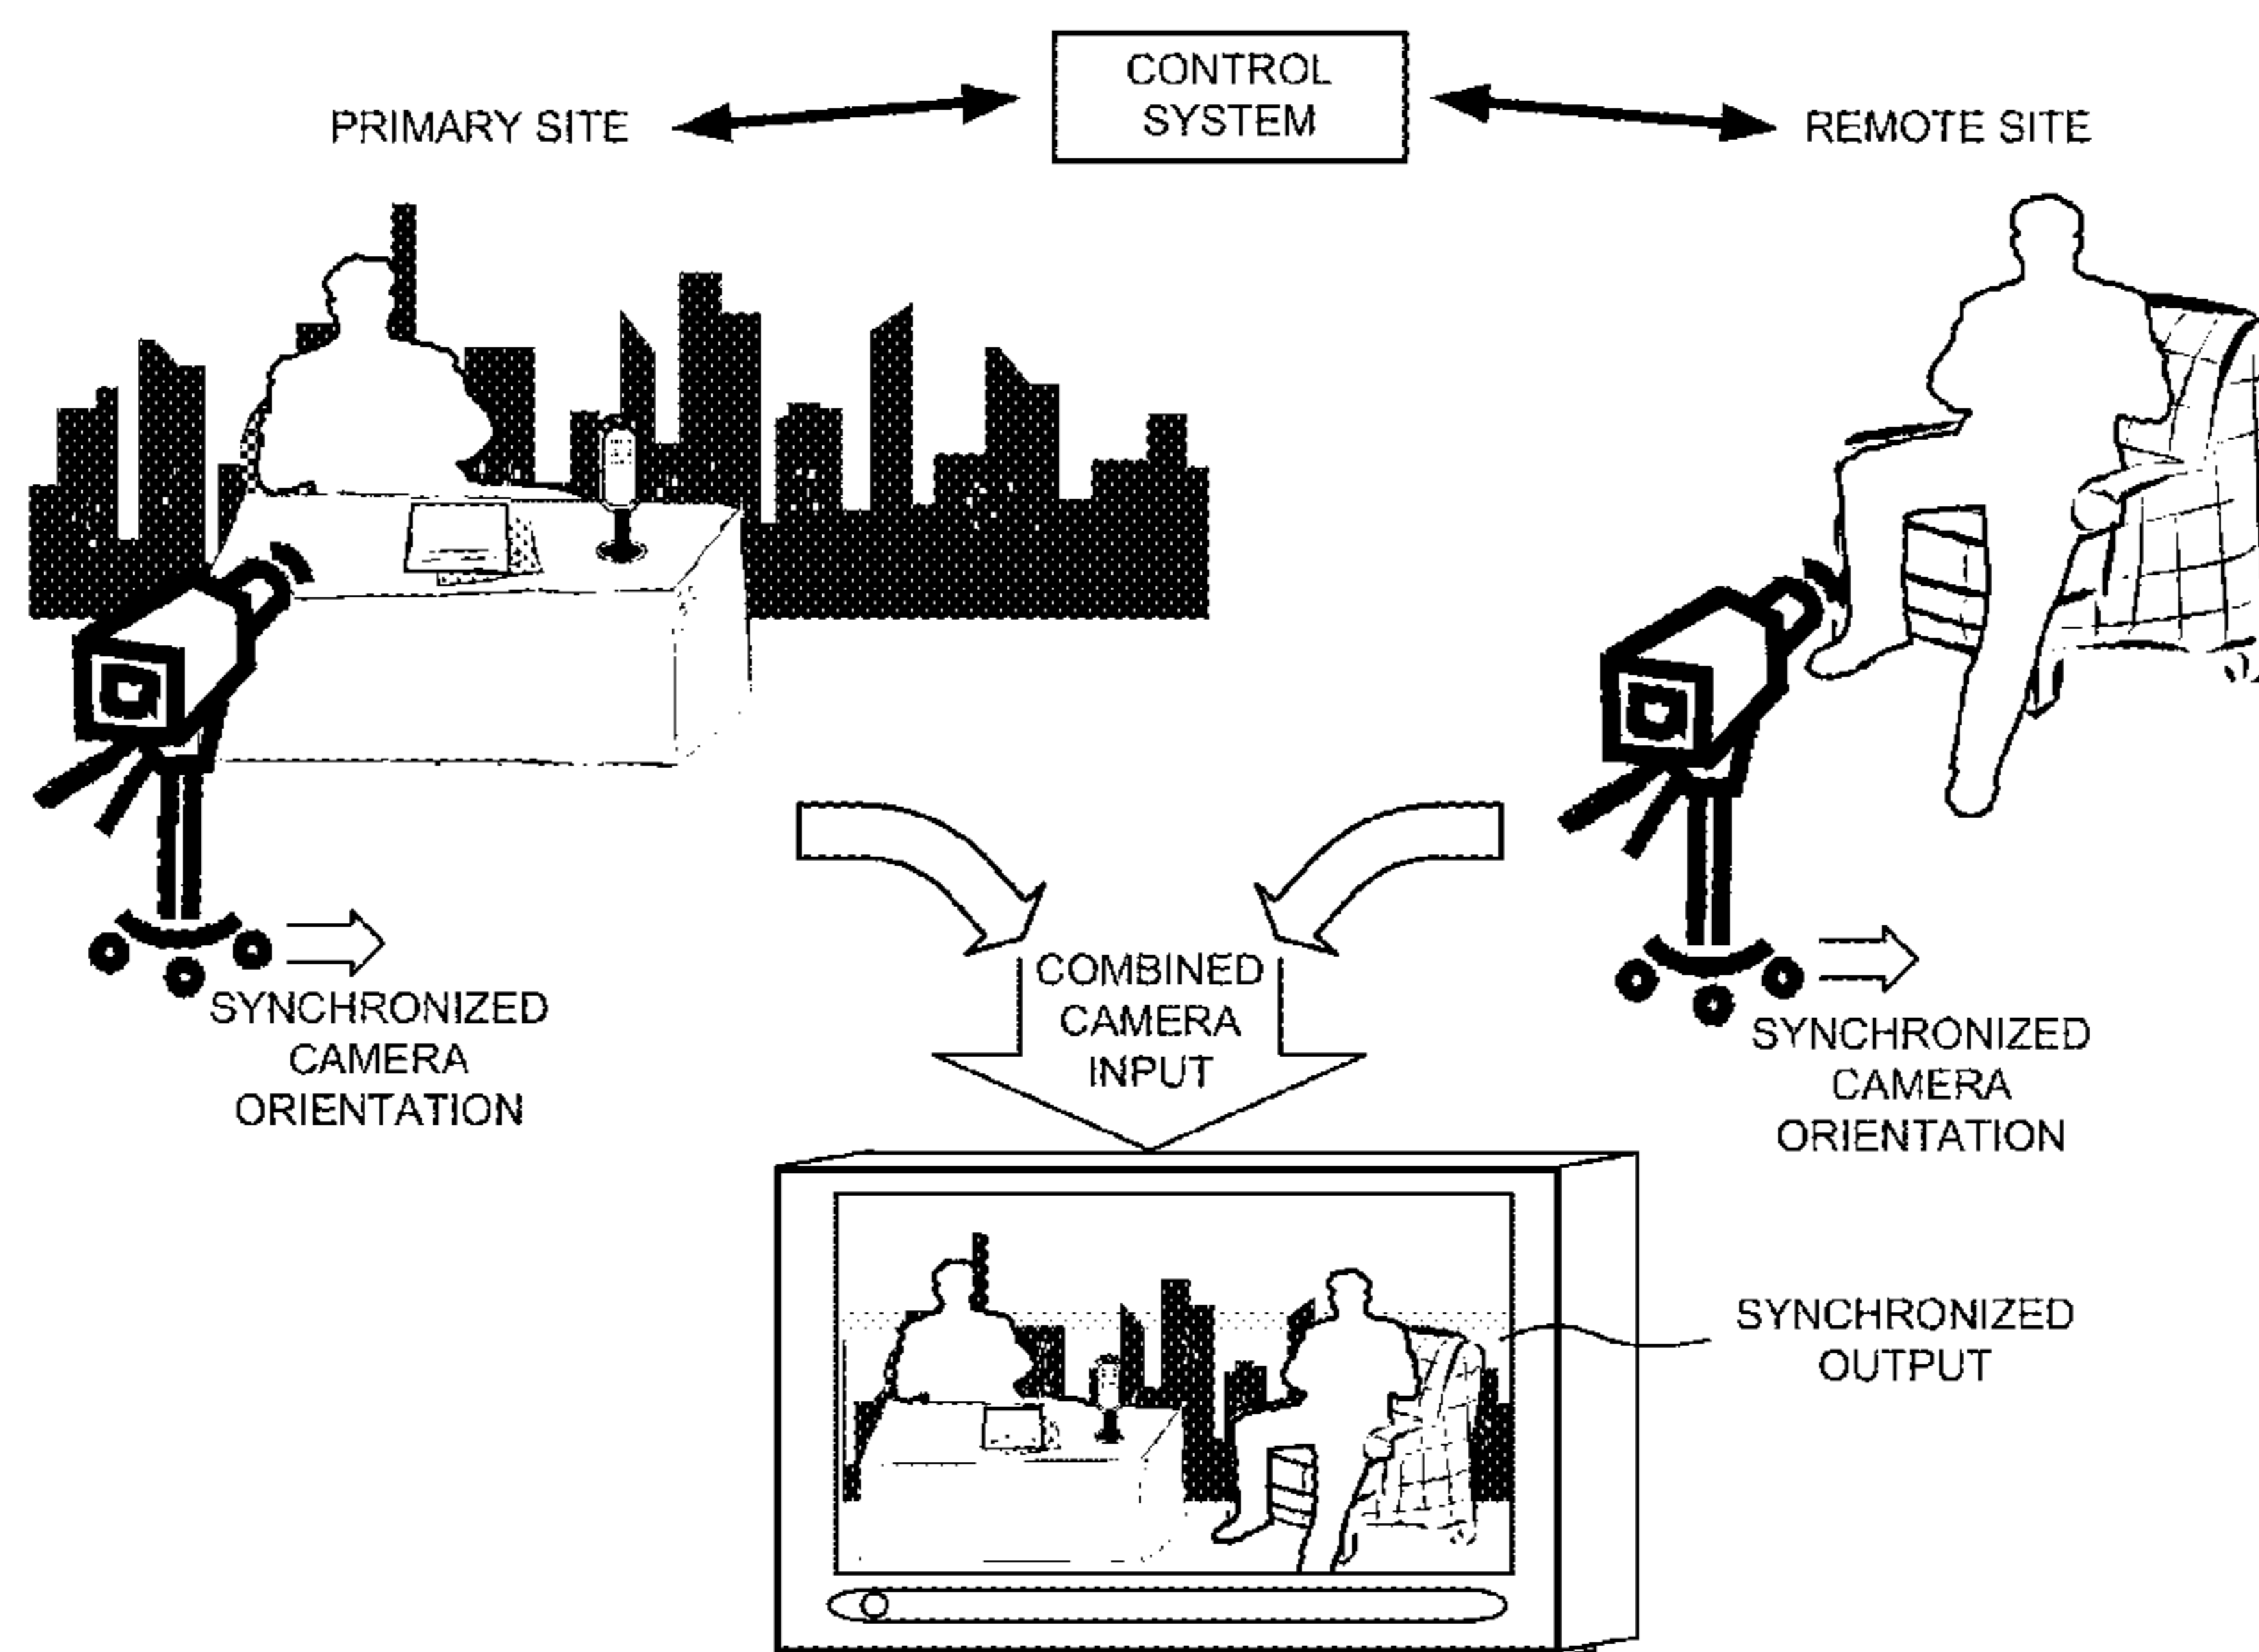 CONTROL
SYSTEM
PRIMARY SITE
REMOTE SITE
COMBINED
CAMERA
INPUT
SYNCHRONIZED
CAMERA
ORIENTATION
SYNCHRONIZED
CAMERA
ORIENTATION
SYNCHRONIZED
OUTPUT